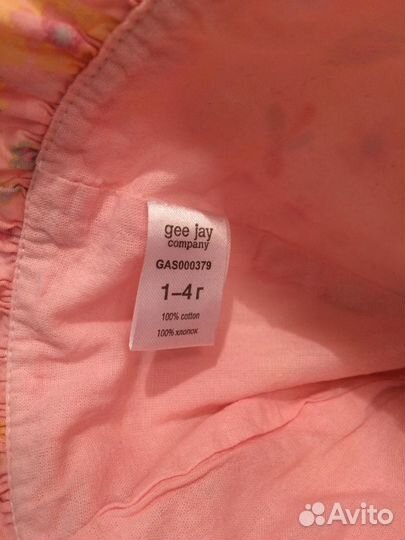 gee jay
company
GAS000379
1–4 г
100% cotton
100% хлопок
Avito